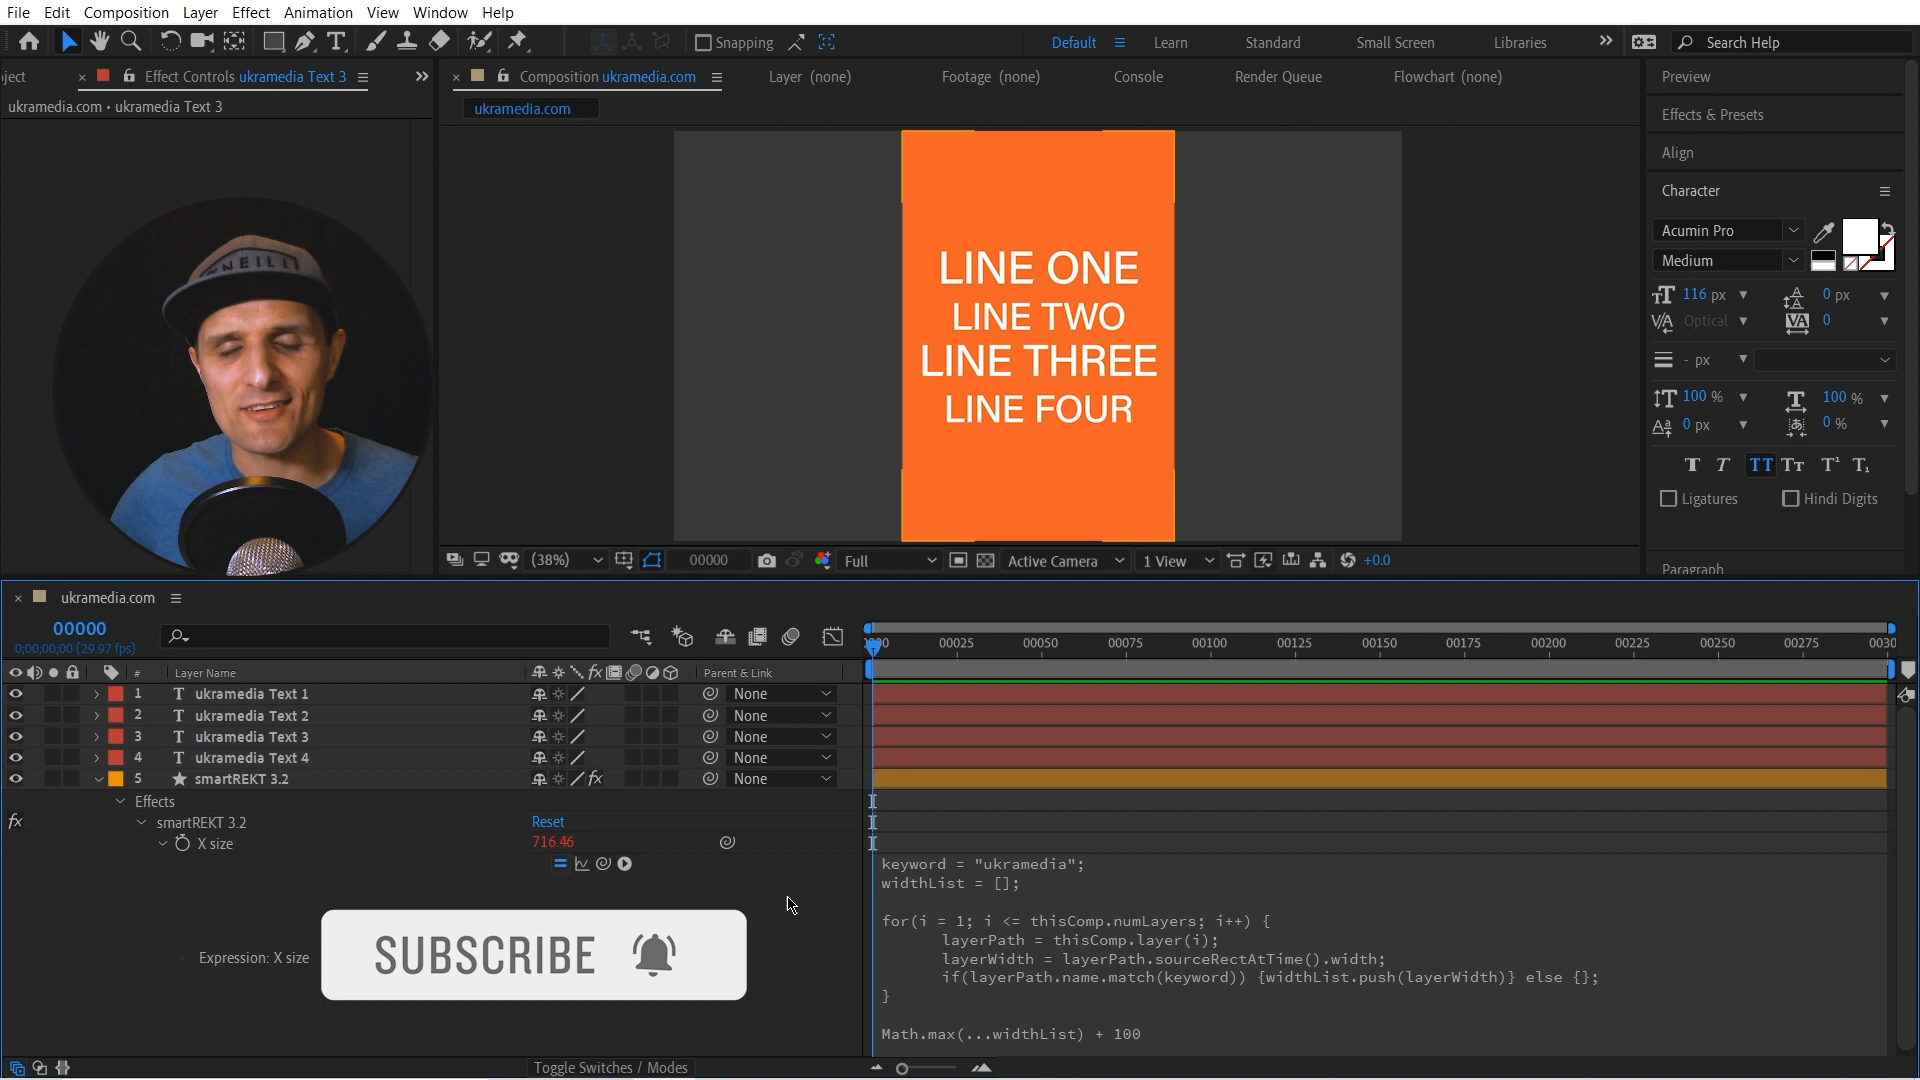 File Edit Composition Layer Effect Animation View Window Help
Snapping
Default Learn Standard Small Screen Libraries Search Help
ject Effect Controls ukramedia Text 3
Composition ukramedia.com Layer (none) Footage (none) Console Render Queue Flowchart (none)
Preview
ukramedia.com • ukramedia Text 3
ukramedia.com
Effects & Presets
Align
Character
Acumin Pro
Medium
116 px 0 px
Optical 0
- px
100 % 100 %
0 px 0 %
T T TT Tт T¹ T₁
Ligatures Hindi Digits
Paragraph
LINE ONE
LINE TWO
LINE THREE
LINE FOUR
(38%) 00000 Full Active Camera 1 View +0.0
ukramedia.com
00000
0;00;00;00 (29.97 fps)
00025 00050 00075 00100 00125 00150 00175 00200 00225 00250 00275 0030
# Layer Name Parent & Link
1 T ukramedia Text 1 None
2 T ukramedia Text 2 None
3 T ukramedia Text 3 None
4 T ukramedia Text 4 None
5 smartREKT 3.2 fx None
Effects
fx smartREKT 3.2 Reset
X size 716.46
Expression: X size
SUBSCRIBE
keyword = "ukramedia";
widthList = [];
for(i = 1; i <= thisComp.numLayers; i++) {
layerPath = thisComp.layer(i);
layerWidth = layerPath.sourceRectAtTime().width;
if(layerPath.name.match(keyword)) {widthList.push(layerWidth)} else {};
}
Math.max(...widthList) + 100
Toggle Switches / Modes